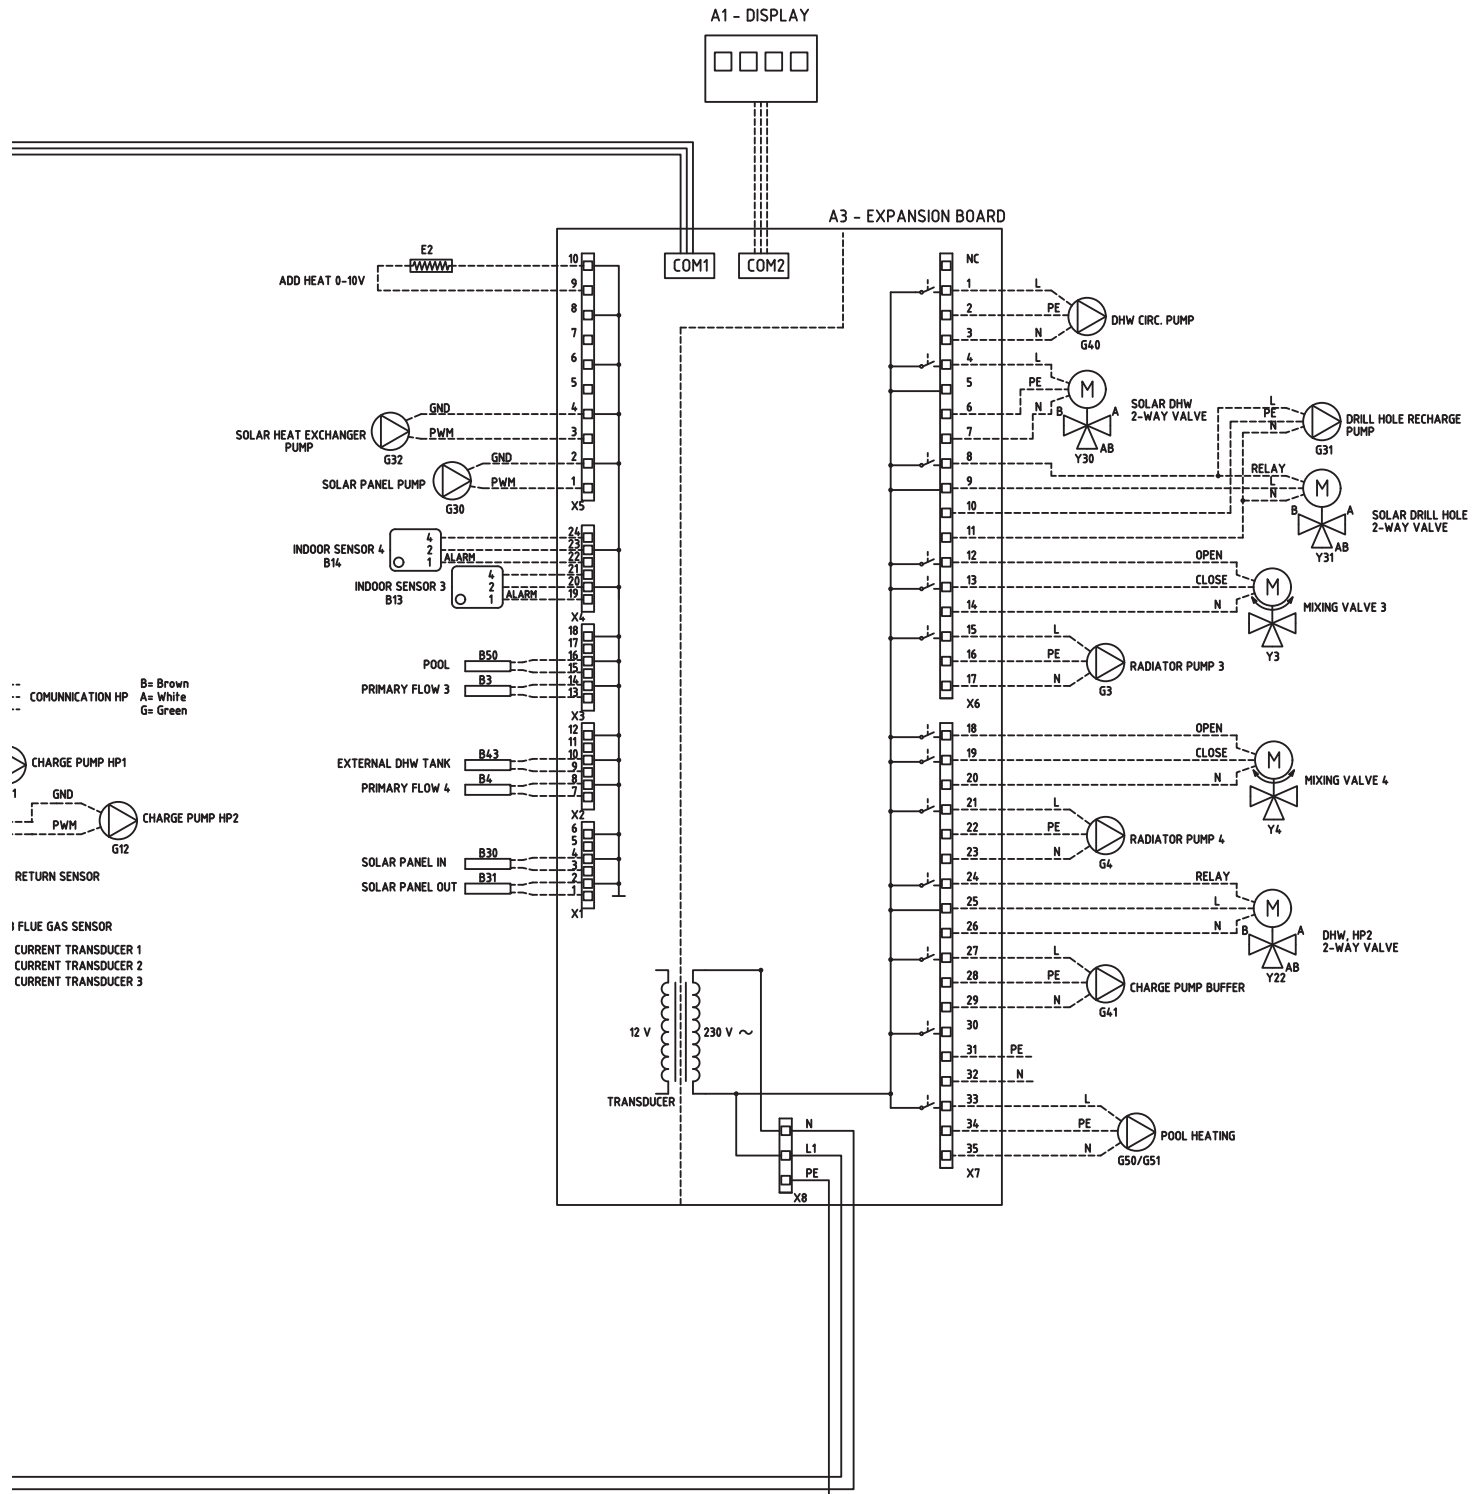 A1 - DISPLAY
A3 - EXPANSION BOARD
COM1
COM2
E2
ADD HEAT 0-10V
10
9
8
7
6
5
4
3
2
1
X5
GND
PWM
SOLAR HEAT EXCHANGER
PUMP
G32
GND
PWM
SOLAR PANEL PUMP
G30
INDOOR SENSOR 4
B14
4
2
1
ALARM
INDOOR SENSOR 3
B13
4
2
1
ALARM
24
23
22
21
20
19
X4
18
17
16
15
14
13
X3
POOL
B50
PRIMARY FLOW 3
B3
12
11
10
9
8
7
X2
EXTERNAL DHW TANK
B43
PRIMARY FLOW 4
B4
6
5
4
3
2
1
X1
SOLAR PANEL IN
B30
SOLAR PANEL OUT
B31
COMUNNICATION HP
B= Brown
A= White
G= Green
CHARGE PUMP HP1
1
GND
PWM
CHARGE PUMP HP2
G12
RETURN SENSOR
FLUE GAS SENSOR
CURRENT TRANSDUCER 1
CURRENT TRANSDUCER 2
CURRENT TRANSDUCER 3
12 V
230 V ~
TRANSDUCER
N
L1
PE
X8
NC
1
2
3
4
5
6
7
8
9
10
11
12
13
14
15
16
17
X6
18
19
20
21
22
23
24
25
26
27
28
29
30
31
32
33
34
35
X7
L
PE
N
DHW CIRC. PUMP
G40
L
PE
N
M
B
A
AB
Y30
SOLAR DHW
2-WAY VALVE
L
PE
N
DRILL HOLE RECHARGE
PUMP
G31
RELAY
L
N
M
B
A
AB
Y31
SOLAR DRILL HOLE
2-WAY VALVE
OPEN
CLOSE
N
M
MIXING VALVE 3
Y3
L
PE
N
RADIATOR PUMP 3
G3
OPEN
CLOSE
N
M
MIXING VALVE 4
Y4
L
PE
N
RADIATOR PUMP 4
G4
RELAY
L
N
M
B
A
AB
Y22
DHW, HP2
2-WAY VALVE
L
PE
N
CHARGE PUMP BUFFER
G41
PE
N
L
PE
N
POOL HEATING
G50/G51